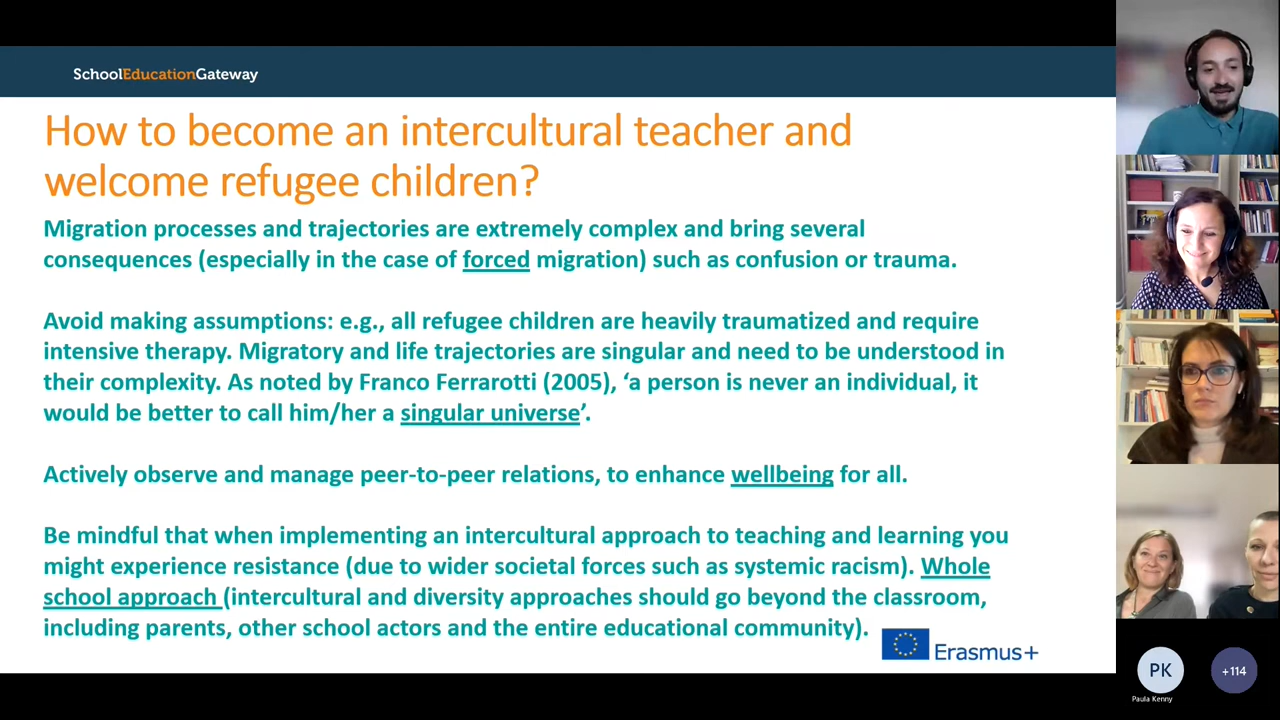 SchoolEducationGateway
How to become an intercultural teacher and
welcome refugee children?
Migration processes and trajectories are extremely complex and bring several
consequences (especially in the case of forced migration) such as confusion or trauma.
Avoid making assumptions: e.g., all refugee children are heavily traumatized and require
intensive therapy. Migratory and life trajectories are singular and need to be understood in
their complexity. As noted by Franco Ferrarotti (2005), ‘a person is never an individual, it
would be better to call him/her a singular universe’.
Actively observe and manage peer-to-peer relations, to enhance wellbeing for all.
Be mindful that when implementing an intercultural approach to teaching and learning you
might experience resistance (due to wider societal forces such as systemic racism). Whole
school approach (intercultural and diversity approaches should go beyond the classroom,
including parents, other school actors and the entire educational community).
Erasmus+
PK
Paula Kenny
+114